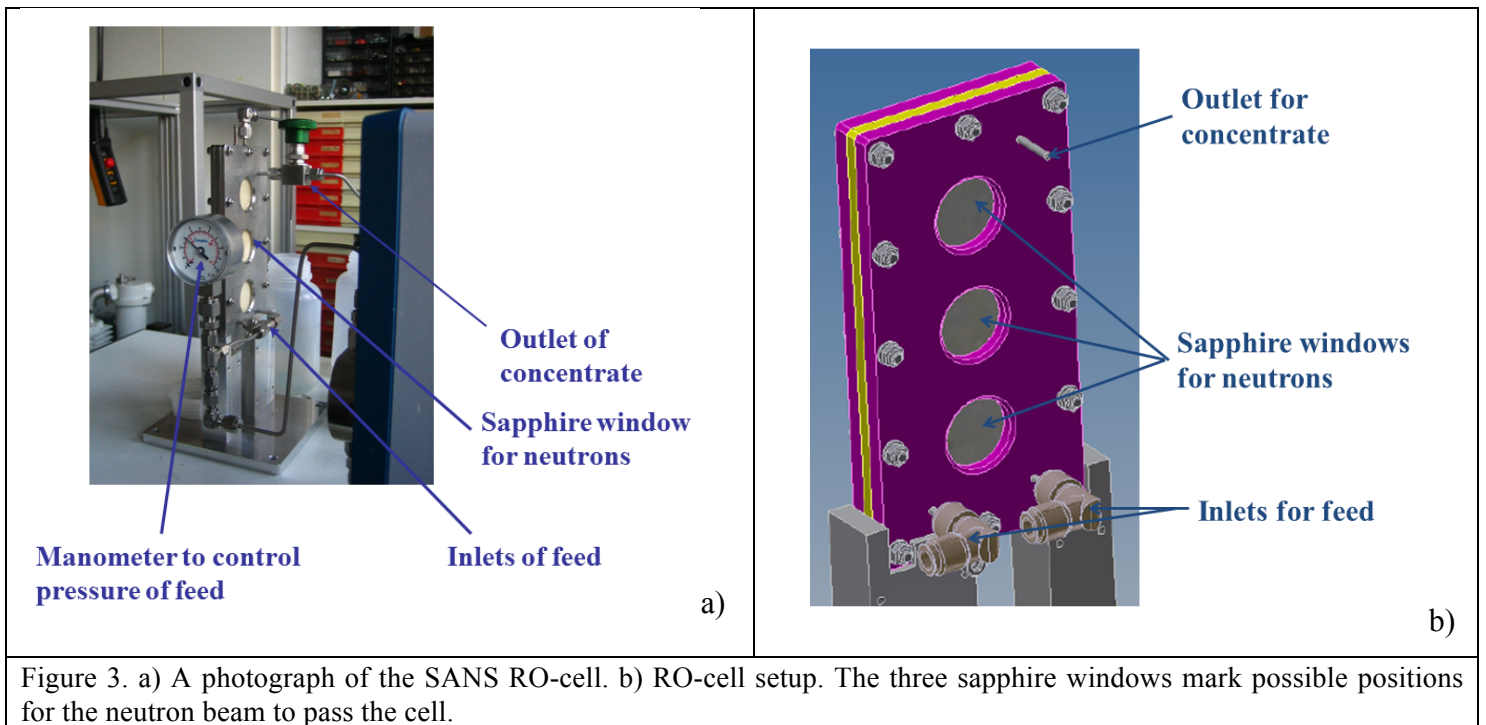 Outlet of
concentrate
Sapphire window
for neutrons
Manometer to control
pressure of feed
Inlets of feed
a)
Outlet for
concentrate
Sapphire windows
for neutrons
Inlets for feed
b)
Figure 3. a) A photograph of the SANS RO-cell. b) RO-cell setup. The three sapphire windows mark possible positions
for the neutron beam to pass the cell.